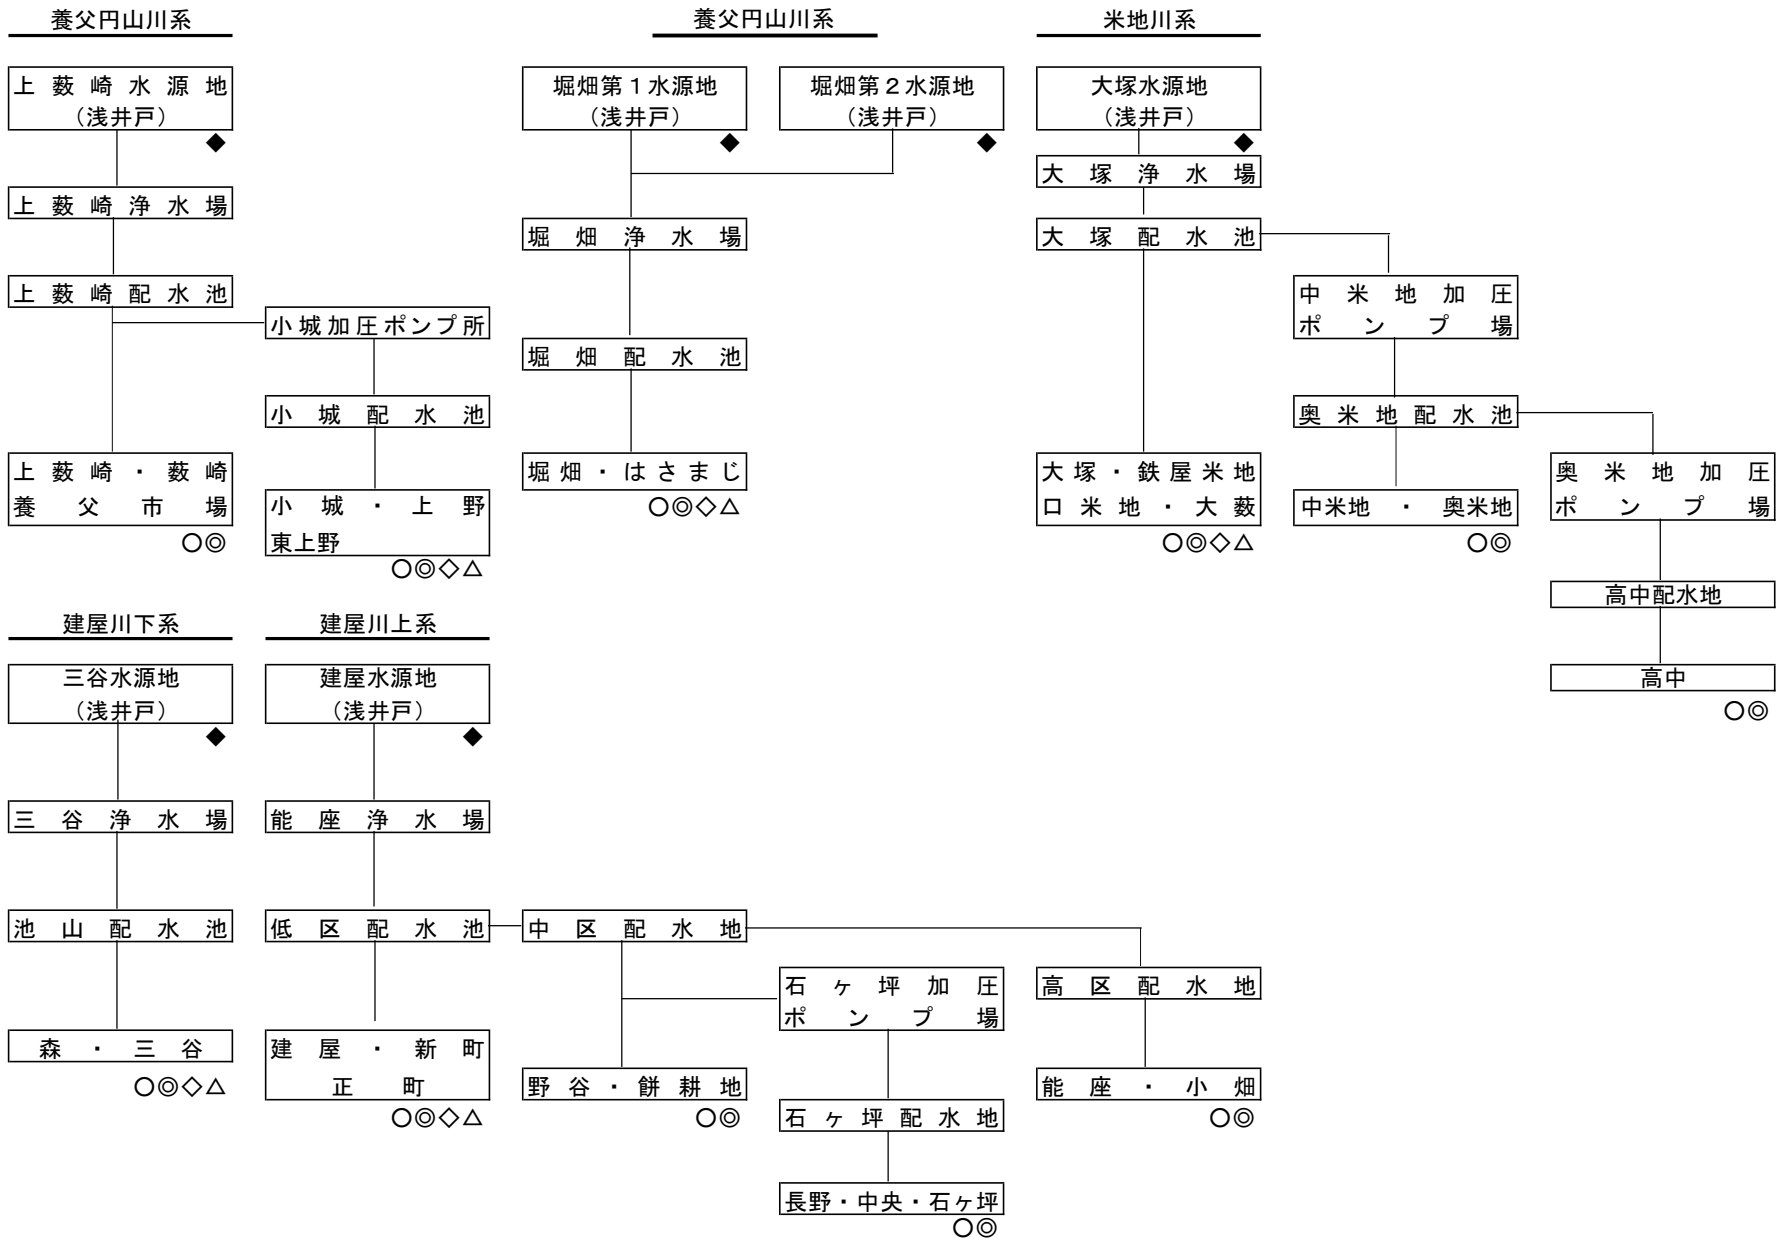 養父円山川系
上薮崎水源地
（浅井戸）
◆
上薮崎浄水場
上薮崎配水池
小城加圧ポンプ所
小城配水池
上薮崎・薮崎
養父市場
○◎
小城・上野
東上野
○◎◇△
養父円山川系
堀畑第１水源地
（浅井戸）
◆
堀畑第２水源地
（浅井戸）
◆
堀畑浄水場
堀畑配水池
堀畑・はさまじ
○◎◇△
米地川系
大塚水源地
（浅井戸）
◆
大塚浄水場
大塚配水池
中米地加圧
ポンプ場
奥米地配水池
大塚・鉄屋米地
口米地・大薮
○◎◇△
中米地・奥米地
○◎
奥米地加圧
ポンプ場
高中配水地
高中
○◎
建屋川下系
三谷水源地
（浅井戸）
◆
三谷浄水場
池山配水池
森・三谷
○◎◇△
建屋川上系
建屋水源地
（浅井戸）
◆
能座浄水場
低区配水池
建屋・新町
正町
○◎◇△
中区配水地
野谷・餅耕地
○◎
石ヶ坪加圧
ポンプ場
石ヶ坪配水地
長野・中央・石ヶ坪
○◎
高区配水地
能座・小畑
○◎